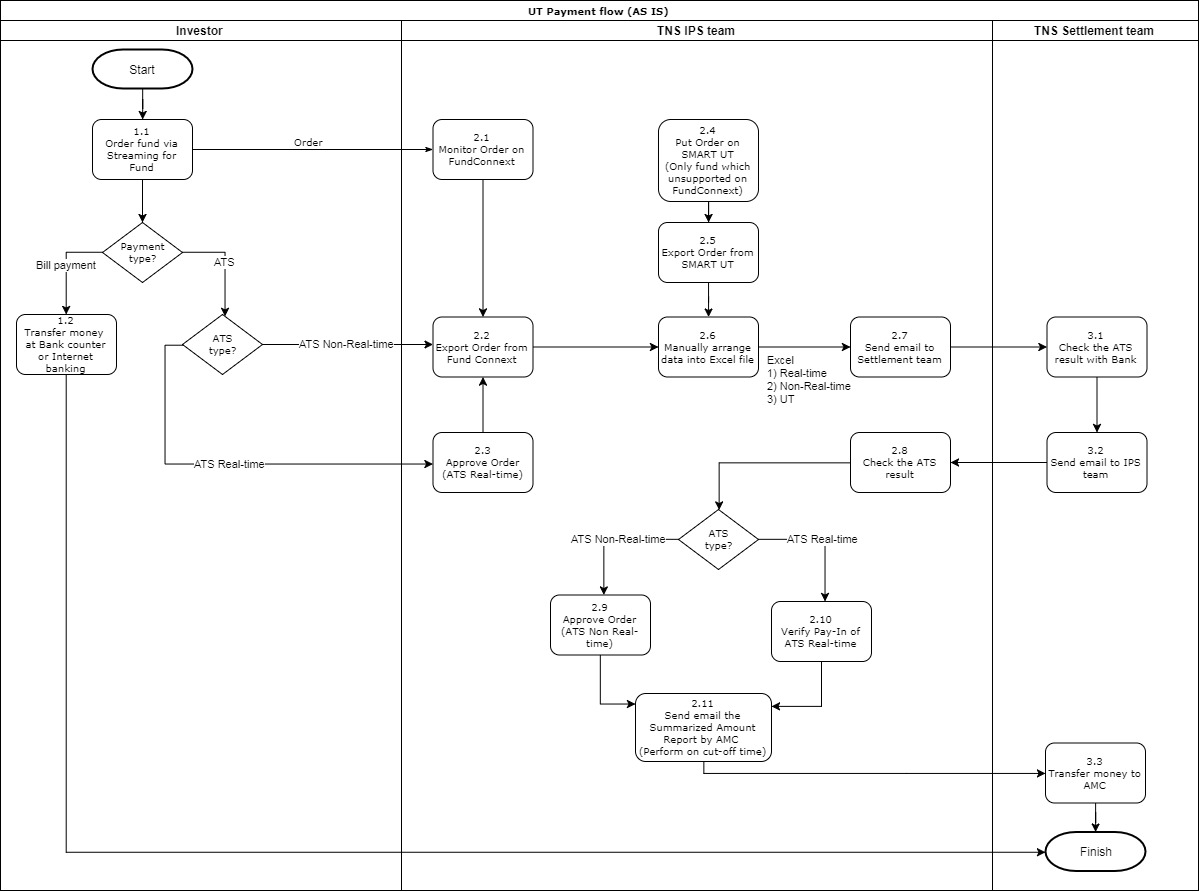 UT Payment flow (AS IS)
Investor
TNS IPS team
TNS Settlement team
Start
1.1
Order fund via
Streaming for
Fund
Order
2.1
Monitor Order on
FundConnext
2.4
Put Order on
SMART UT
(Only fund which
unsupported on
FundConnext)
Payment
type?
Bill payment
ATS
2.5
Export Order from
SMART UT
1.2
Transfer money
at Bank counter
or Internet
banking
ATS
type?
ATS Non-Real-time
2.2
Export Order from
Fund Connext
2.6
Manually arrange
data into Excel file
Excel
1) Real-time
2) Non-Real-time
3) UT
2.7
Send email to
Settlement team
3.1
Check the ATS
result with Bank
ATS Real-time
2.3
Approve Order
(ATS Real-time)
2.8
Check the ATS
result
3.2
Send email to IPS
team
ATS
type?
ATS Non-Real-time
ATS Real-time
2.9
Approve Order
(ATS Non Real-
time)
2.10
Verify Pay-In of
ATS Real-time
2.11
Send email the
Summarized Amount
Report by AMC
(Perform on cut-off time)
3.3
Transfer money to
AMC
Finish